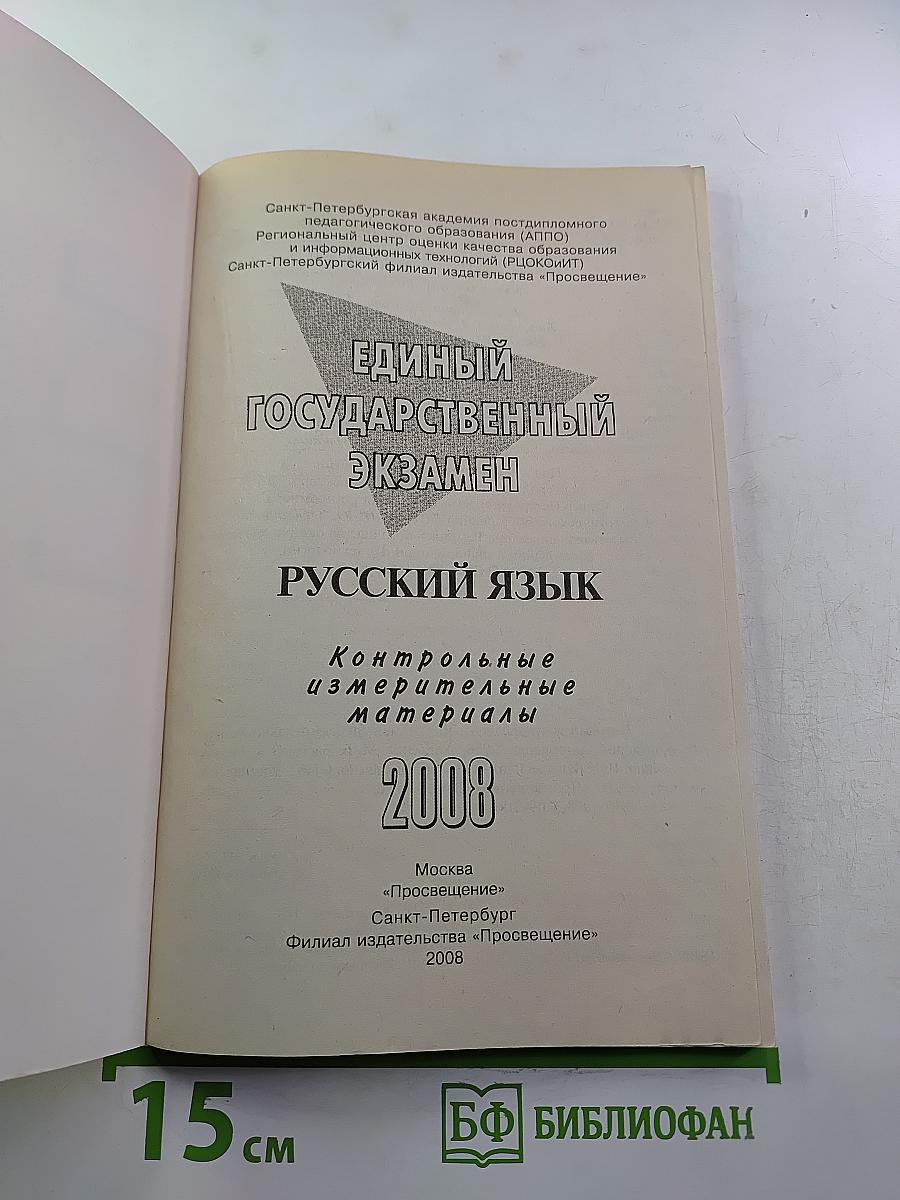 Санкт-Петербургская академия постдипломного
педагогического образования (АППО)
Региональный центр оценки качества образования
и информационных технологий (РЦОКОиИТ)
Санкт-Петербургский филиал издательства «Просвещение»
ЕДИНЫЙ
ГОСУДАРСТВЕННЫЙ
ЭКЗАМЕН
РУССКИЙ ЯЗЫК
Контрольные
измерительные
материалы
2008
Москва
«Просвещение»
Санкт-Петербург
Филиал издательства «Просвещение»
2008
15 см
БФ БИБЛИОФАН